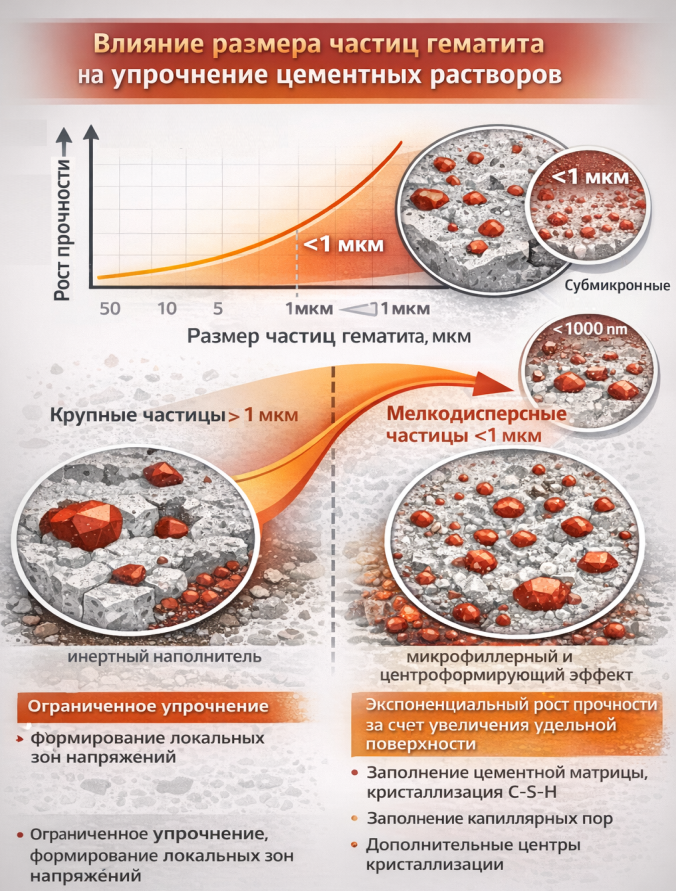 Влияние размера частиц гематита
на упрочнение цементных растворов
Рост прочности
<1 мкм
<1 мкм
Субмикронные
50 10 5 1мкм 1мкм
Размер частиц гематита, мкм
<1000 nm
Крупные частицы > 1 мкм
Мелкодисперсные
частицы <1 мкм
инертный наполнитель
микрофиллерный и
центроформирующий эффект
Ограниченное упрочнение
формирование локальных
зон напряжений
Ограниченное упрочнение,
формирование локальных зон
напряжений
Экспоненциальный рост прочности
за счет увеличения удельной
поверхности
Заполнение цементной матрицы,
кристаллизация C-S-H
Заполнение капиллярных пор
Дополнительные центры
кристаллизации